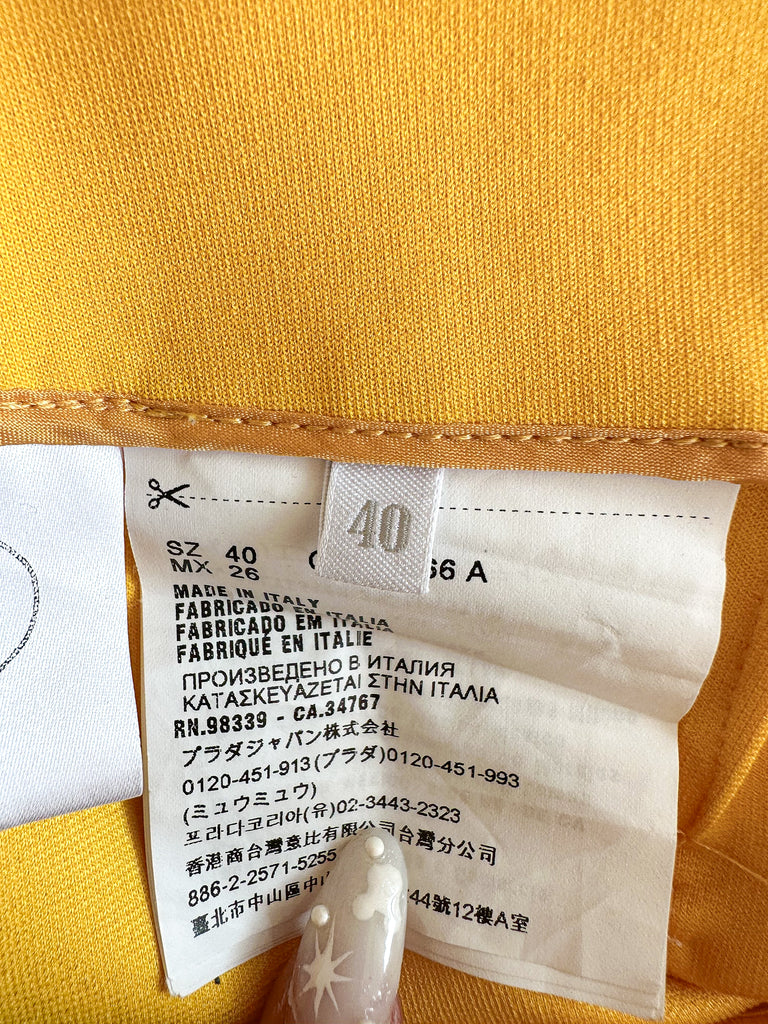 40
SZ 40
MX 26
66 A
MADE IN ITALY
FABRICADO EN ITALIA
FABRICADO EM ITALIA
FABRIQUÉ EN ITALIE
ПРОИЗВЕДЕНО В ИТАЛИЯ
ΚΑΤΑΣΚΕΥΑΖΕΤΑΙ ΣΤΗΝ ΙΤΑΛΙΑ
RN.98339 - CA.34767
プラダジャパン株式会社
0120-451-913(プラダ)0120-451-993
(ミュウミュウ)
프라다코리아(유)02-3443-2323
香港商台灣意比有限公司台灣分公司
886-2-2571-5255
臺北市中山區中山 44號12樓A室